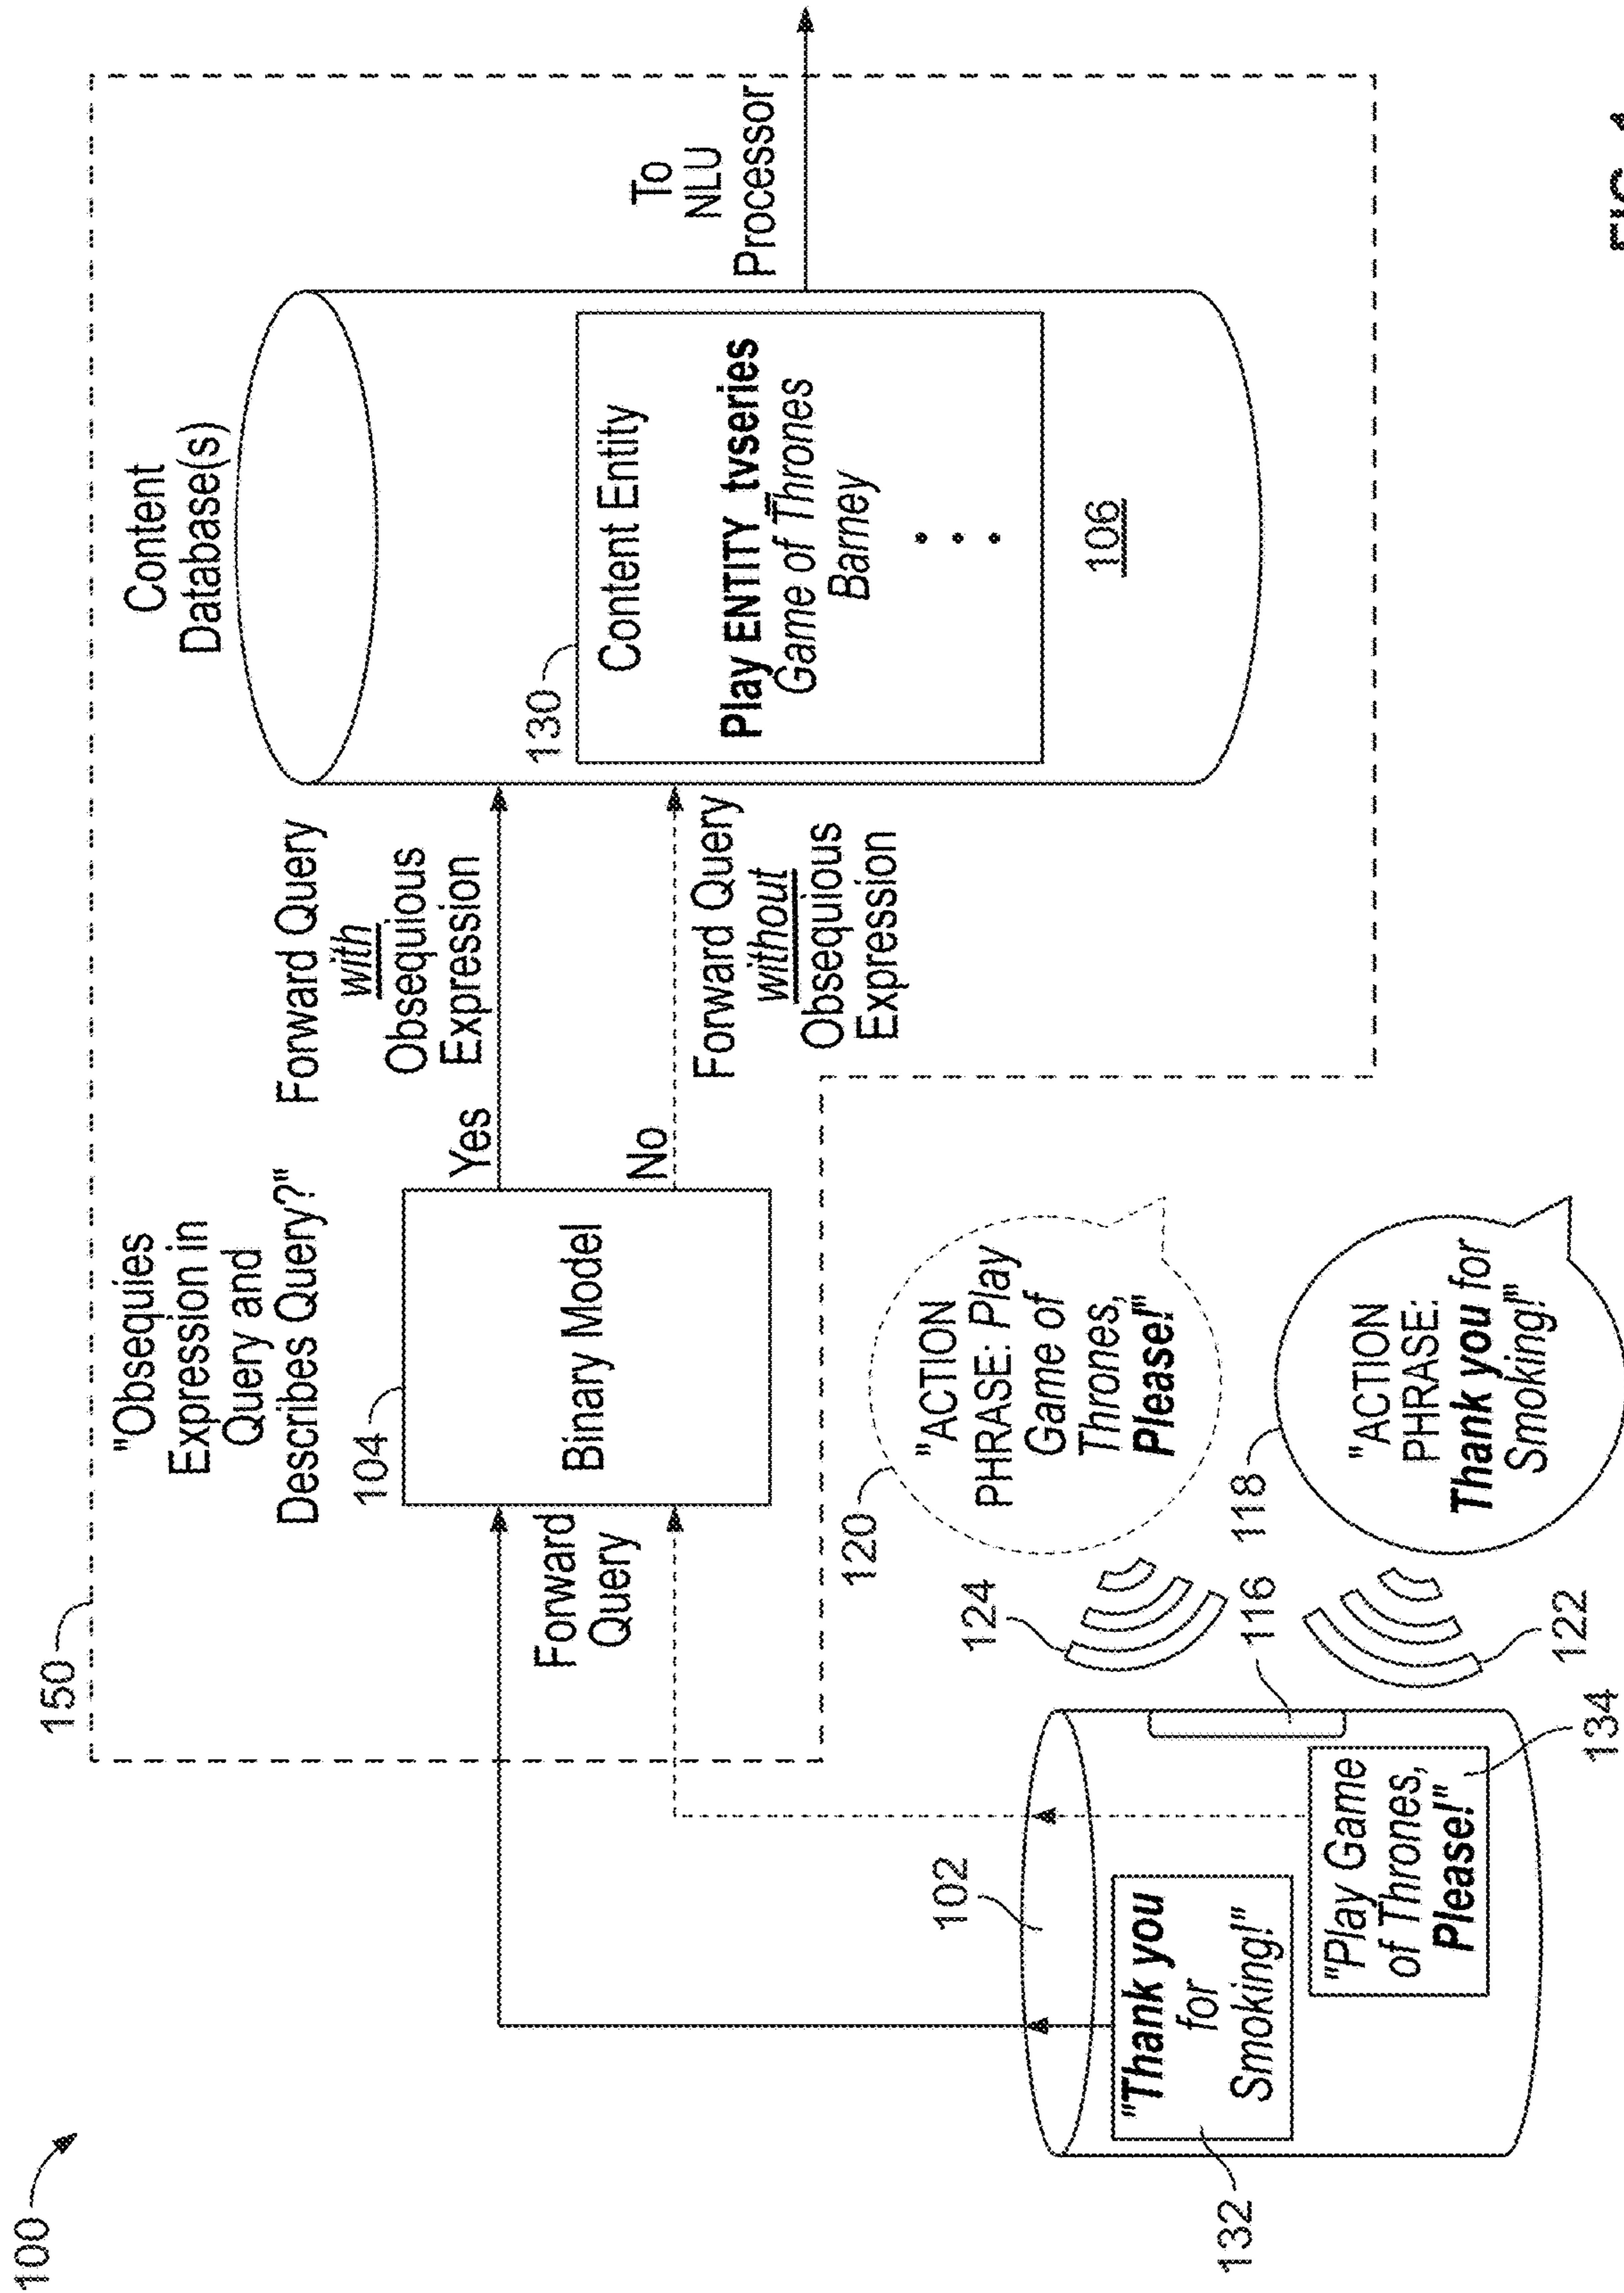 100
150
"Obsequies
Expression in
Query and
Describes Query?"
104
Binary Model
Forward
Query
Yes
No
Forward Query
with
Obsequious
Expression
Forward Query
without
Obsequious
Expression
Content
Database(s)
130
Content Entity
Play ENTITY_tvseries
Game of Thrones
Barney
106
To
NLU
Processor
102
132
"Thank you
for
Smoking!"
"Play Game
of Thrones,
Please!"
134
116
124
122
120
"ACTION
PHRASE: Play
Game of
Thrones,
Please!"
118
"ACTION
PHRASE:
Thank you for
Smoking!"